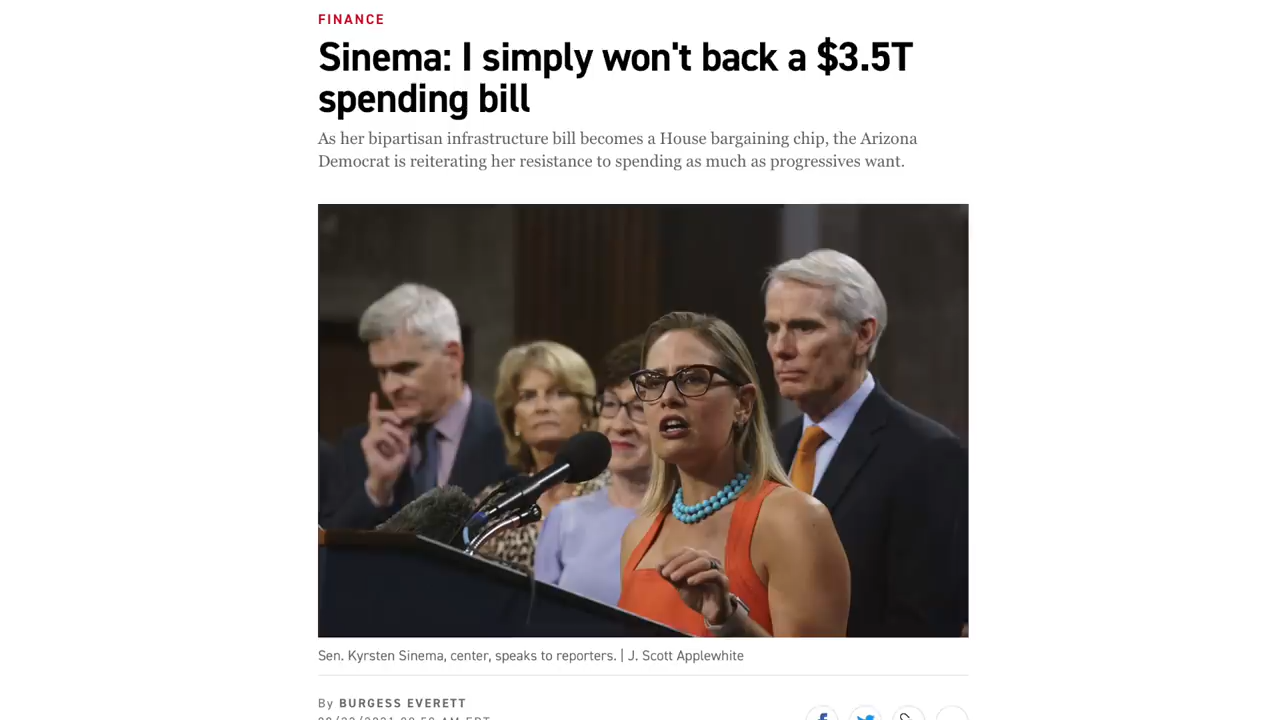 FINANCE
Sinema: I simply won't back a $3.5T
spending bill
As her bipartisan infrastructure bill becomes a House bargaining chip, the Arizona
Democrat is reiterating her resistance to spending as much as progressives want.
Sen. Kyrsten Sinema, center, speaks to reporters. | J. Scott Applewhite
By BURGESS EVERETT